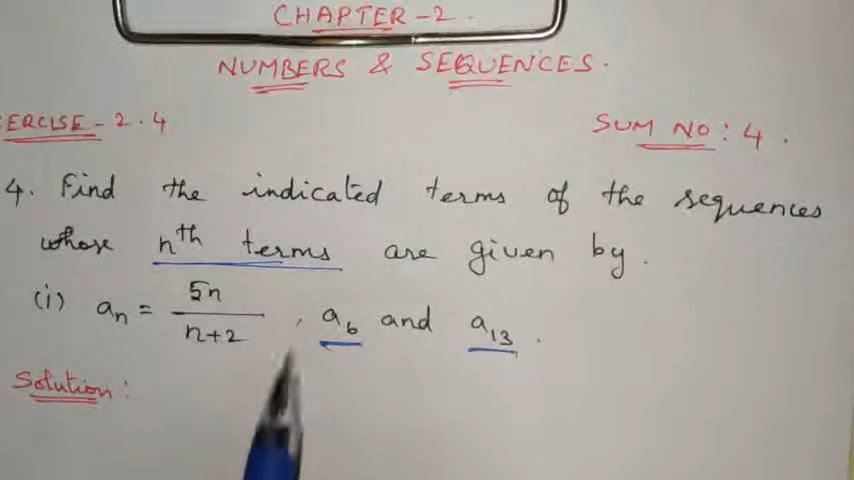 CHAPTER - 2
NUMBERS & SEQUENCES.
ERCISE - 2.4
SUM NO: 4.
4. Find the indicated terms of the sequences
whose nth terms are given by.
(i) an = 5n / n+2 , a6 and a13.
Solution: